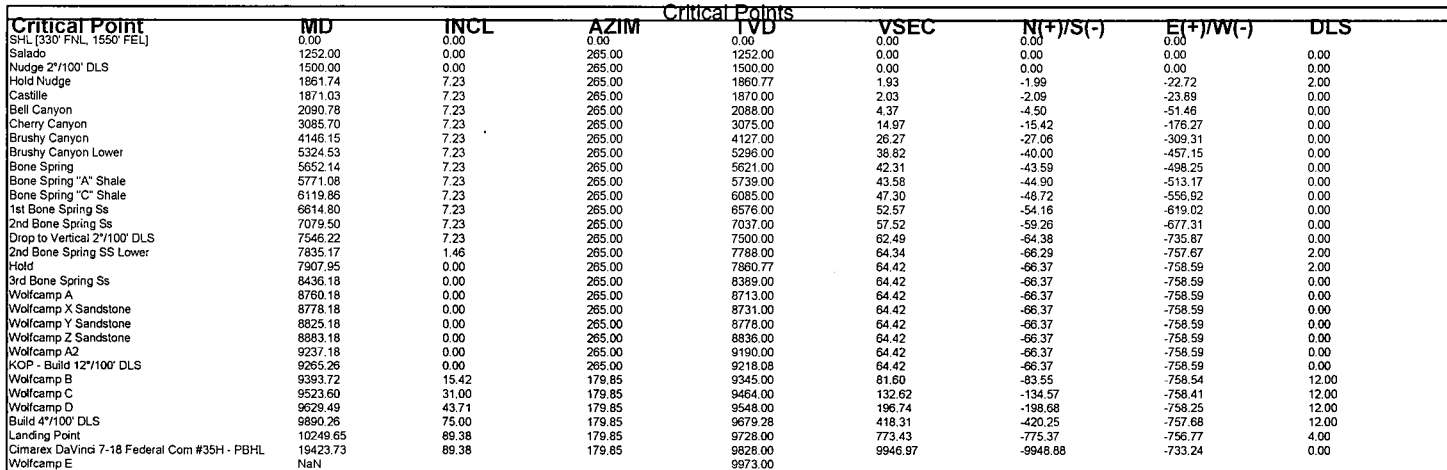 Critical Points
Critical Point MD INCL AZIM TVD VSEC N(+)/S(-) E(+)/W(-) DLS
SHL [330' FNL, 1550' FEL] 0.00 0.00 0.00 0.00 0.00 0.00 0.00
Salado 1252.00 0.00 265.00 1252.00 0.00 0.00 0.00 0.00
Nudge 2°/100' DLS 1500.00 0.00 265.00 1500.00 0.00 0.00 0.00 0.00
Hold Nudge 1861.74 7.23 265.00 1860.77 1.93 -1.99 -22.72 2.00
Castille 1871.03 7.23 265.00 1870.00 2.03 -2.09 -23.89 0.00
Bell Canyon 2090.78 7.23 265.00 2088.00 4.37 -4.50 -51.46 0.00
Cherry Canyon 3085.70 7.23 265.00 3075.00 14.97 -15.42 -176.27 0.00
Brushy Canyon 4146.15 7.23 265.00 4127.00 26.27 -27.06 -309.31 0.00
Brushy Canyon Lower 5324.53 7.23 265.00 5296.00 38.82 -40.00 -457.15 0.00
Bone Spring 5652.14 7.23 265.00 5621.00 42.31 -43.59 -498.25 0.00
Bone Spring "A" Shale 5771.08 7.23 265.00 5739.00 43.58 -44.90 -513.17 0.00
Bone Spring "C" Shale 6119.86 7.23 265.00 6085.00 47.30 -48.72 -556.92 0.00
1st Bone Spring Ss 6614.80 7.23 265.00 6576.00 52.57 -54.16 -619.02 0.00
2nd Bone Spring Ss 7079.50 7.23 265.00 7037.00 57.52 -59.26 -677.31 0.00
Drop to Vertical 2°/100' DLS 7546.22 7.23 265.00 7500.00 62.49 -64.38 -735.87 0.00
2nd Bone Spring SS Lower 7835.17 1.46 265.00 7788.00 64.34 -66.29 -757.67 2.00
Hold 7907.95 0.00 265.00 7860.77 64.42 -66.37 -758.59 2.00
3rd Bone Spring Ss 8436.18 0.00 265.00 8389.00 64.42 -66.37 -758.59 0.00
Wolfcamp A 8760.18 0.00 265.00 8713.00 64.42 -66.37 -758.59 0.00
Wolfcamp X Sandstone 8778.18 0.00 265.00 8731.00 64.42 -66.37 -758.59 0.00
Wolfcamp Y Sandstone 8825.18 0.00 265.00 8778.00 64.42 -66.37 -758.59 0.00
Wolfcamp Z Sandstone 8883.18 0.00 265.00 8836.00 64.42 -66.37 -758.59 0.00
Wolfcamp A2 9237.18 0.00 265.00 9190.00 64.42 -66.37 -758.59 0.00
KOP - Build 12°/100' DLS 9265.26 0.00 265.00 9218.08 64.42 -66.37 -758.59 0.00
Wolfcamp B 9393.72 15.42 179.85 9345.00 81.60 -83.55 -758.54 12.00
Wolfcamp C 9523.60 31.00 179.85 9464.00 132.62 -134.57 -758.41 12.00
Wolfcamp D 9629.49 43.71 179.85 9548.00 196.74 -198.68 -758.25 12.00
Build 4°/100' DLS 9890.26 75.00 179.85 9679.28 418.31 -420.25 -757.68 12.00
Landing Point 10249.65 89.38 179.85 9728.00 773.43 -775.37 -756.77 4.00
Cimarex DaVinci 7-18 Federal Com #35H - PBHL 19423.73 89.38 179.85 9828.00 9946.97 -9948.88 -733.24 0.00
Wolfcamp E NaN 9973.00